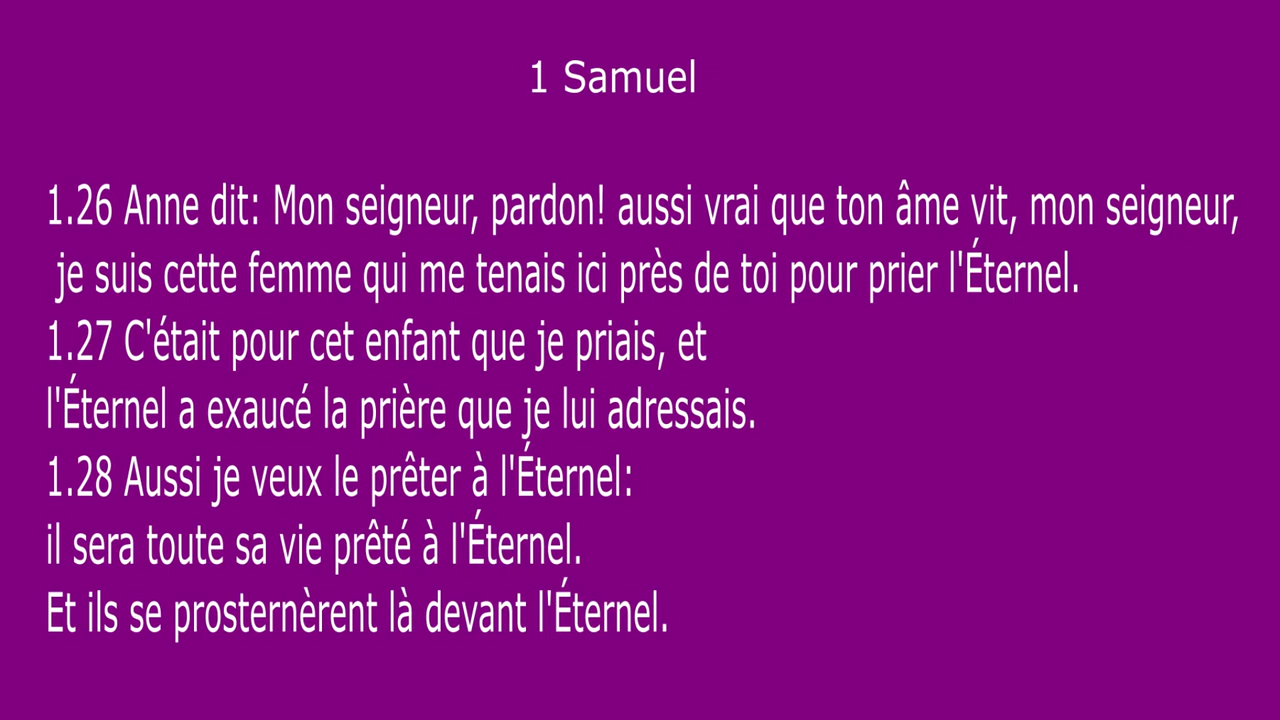 1 Samuel
1.26 Anne dit: Mon seigneur, pardon! aussi vrai que ton âme vit, mon seigneur,
je suis cette femme qui me tenais ici près de toi pour prier l'Éternel.
1.27 C'était pour cet enfant que je priais, et
l'Éternel a exaucé la prière que je lui adressais.
1.28 Aussi je veux le prêter à l'Éternel:
il sera toute sa vie prêté à l'Éternel.
Et ils se prosternèrent là devant l'Éternel.